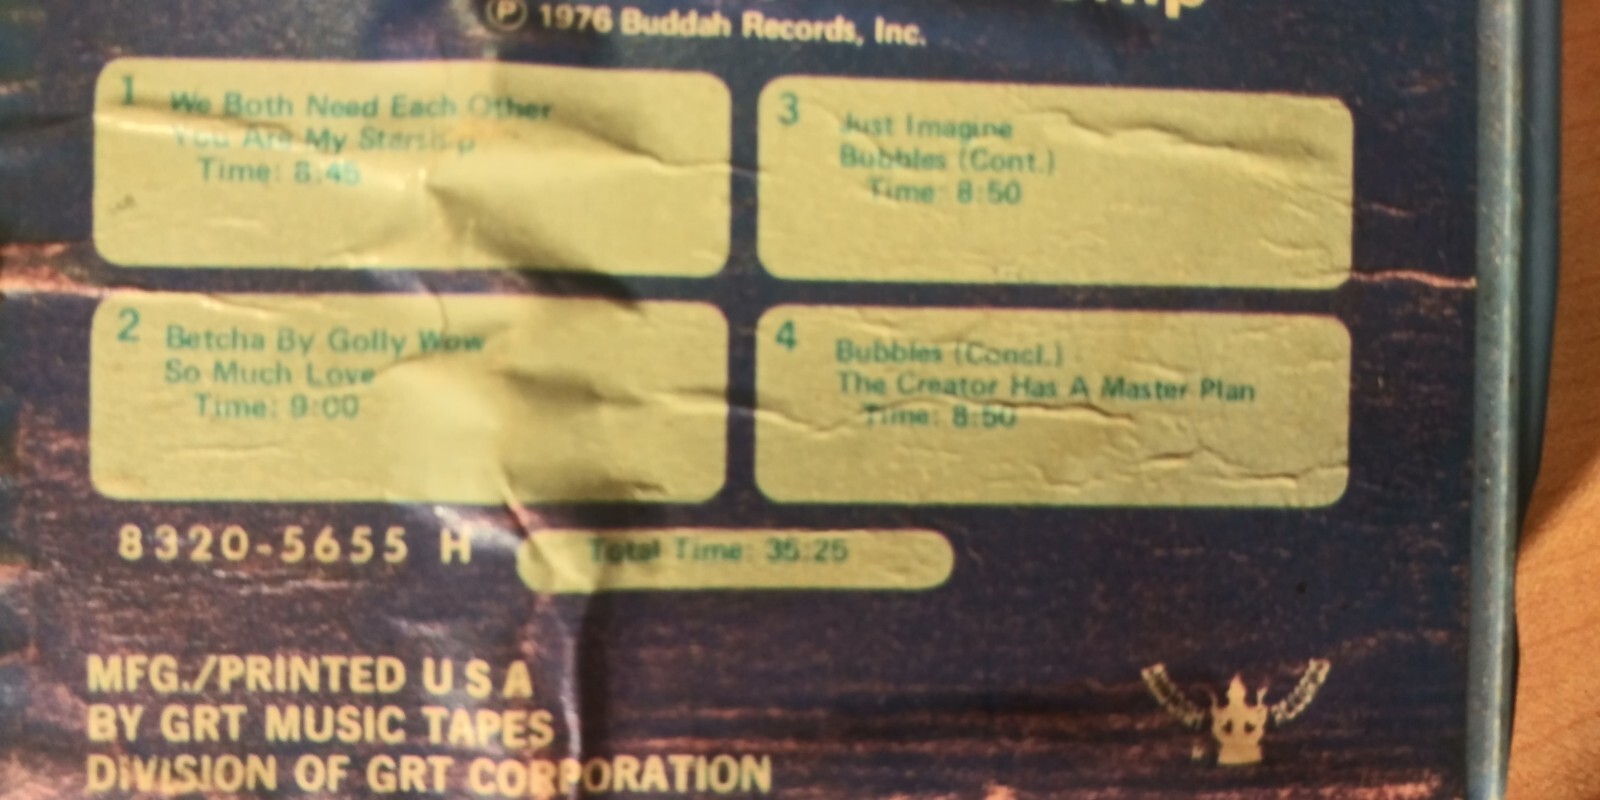 ℗ 1976 Buddah Records, Inc.
1 We Both Need Each Other
You Are My Starship
Time: 8:45
2 Betcha By Golly Wow
So Much Love
Time: 9:00
3 Just Imagine
Bubbles (Cont.)
Time: 8:50
4 Bubbles (Concl.)
The Creator Has A Master Plan
Time: 8:50
8320-5655 H
Total Time: 35:25
MFG./PRINTED U S A
BY GRT MUSIC TAPES
DIVISION OF GRT CORPORATION